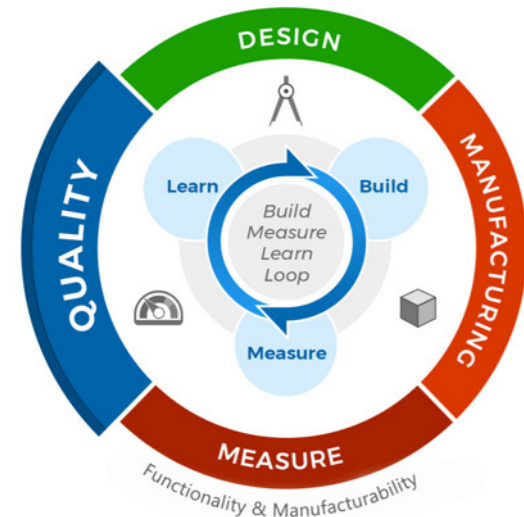 DESIGN
MANUFACTURING
QUALITY
Learn
Build
Build
Measure
Learn
Loop
Measure
MEASURE
Functionality & Manufacturability